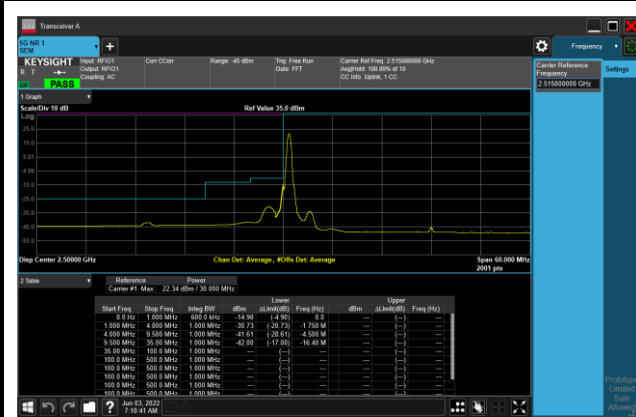 Transceiver A
5G NR 1
SEM
Frequency
KEYSIGHT
R T
PASS
Input: RFIO1
Output: RFIO1
Coupling: AC
Corr CCorr
Range: -45 dBm
Trig: Free Run
Gate: FFT
Carrier Ref Freq: 2.515000000 GHz
Avg|Hold: 100.00% of 10
CC Info: Uplink, 1 CC
Carrier Reference
Frequency
2.515000000 GHz
Settings
1 Graph
Scale/Div 10 dB
Ref Value 35.0 dBm
Log
25.0
15.0
5.01
-4.99
-15.0
-25.0
-35.0
-45.0
-55.0
Disp Center 2.50000 GHz
Chan Det: Average , #Offs Det: Average
Span 60.000 MHz
2001 pts
2 Table
Reference Power
Carrier #1 Max 22.34 dBm / 30.000 MHz
Lower Upper
Start Freq Stop Freq Integ BW dBm ΔLimit(dB) Freq (Hz) dBm ΔLimit(dB) Freq (Hz)
0.0 Hz 1.000 MHz 600.0 kHz -14.90 (-4.90) 0.0 --- (---) ---
1.000 MHz 4.000 MHz 1.000 MHz -30.73 (-20.73) -1.750 M --- (---) ---
4.000 MHz 9.500 MHz 1.000 MHz -41.61 (-28.61) -4.500 M --- (---) ---
9.500 MHz 35.00 MHz 1.000 MHz -42.00 (-17.00) -16.40 M --- (---) ---
35.00 MHz 100.0 MHz 1.000 MHz --- (---) --- --- (---) ---
100.0 MHz 500.0 MHz 1.000 MHz --- (---) --- --- (---) ---
100.0 MHz 500.0 MHz 1.000 MHz --- (---) --- --- (---) ---
100.0 MHz 500.0 MHz 1.000 MHz --- (---) --- --- (---) ---
100.0 MHz 500.0 MHz 1.000 MHz --- (---) --- --- (---) ---
Jun 03, 2022
7:10:41 AM
Prototype
Limited
Sale
Allowed